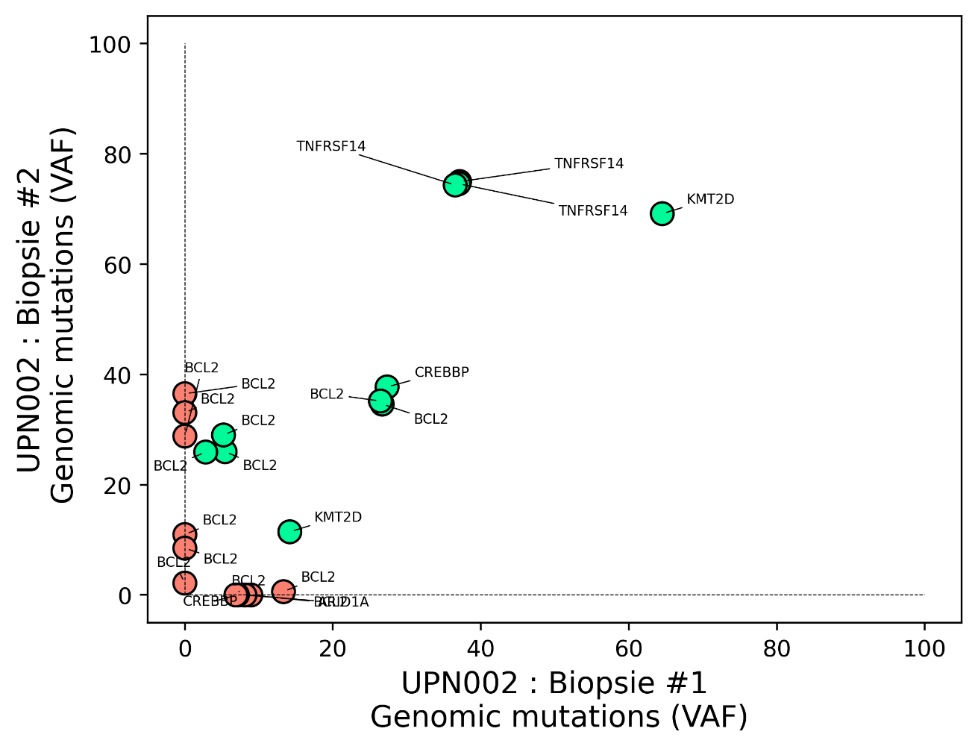 UPN002 : Biopsie #2
Genomic mutations (VAF)
100
80
60
40
20
0
TNFRSF14
TNFRSF14
TNFRSF14
KMT2D
BCL2
BCL2
BCL2
CREBBP
BCL2
BCL2
BCL2
BCL2
BCL2
KMT2D
BCL2
BCL2
BCL2
BCL2
BCL2
CREBBP
BCL2
ARID1A
0
20
40
60
80
100
UPN002 : Biopsie #1
Genomic mutations (VAF)